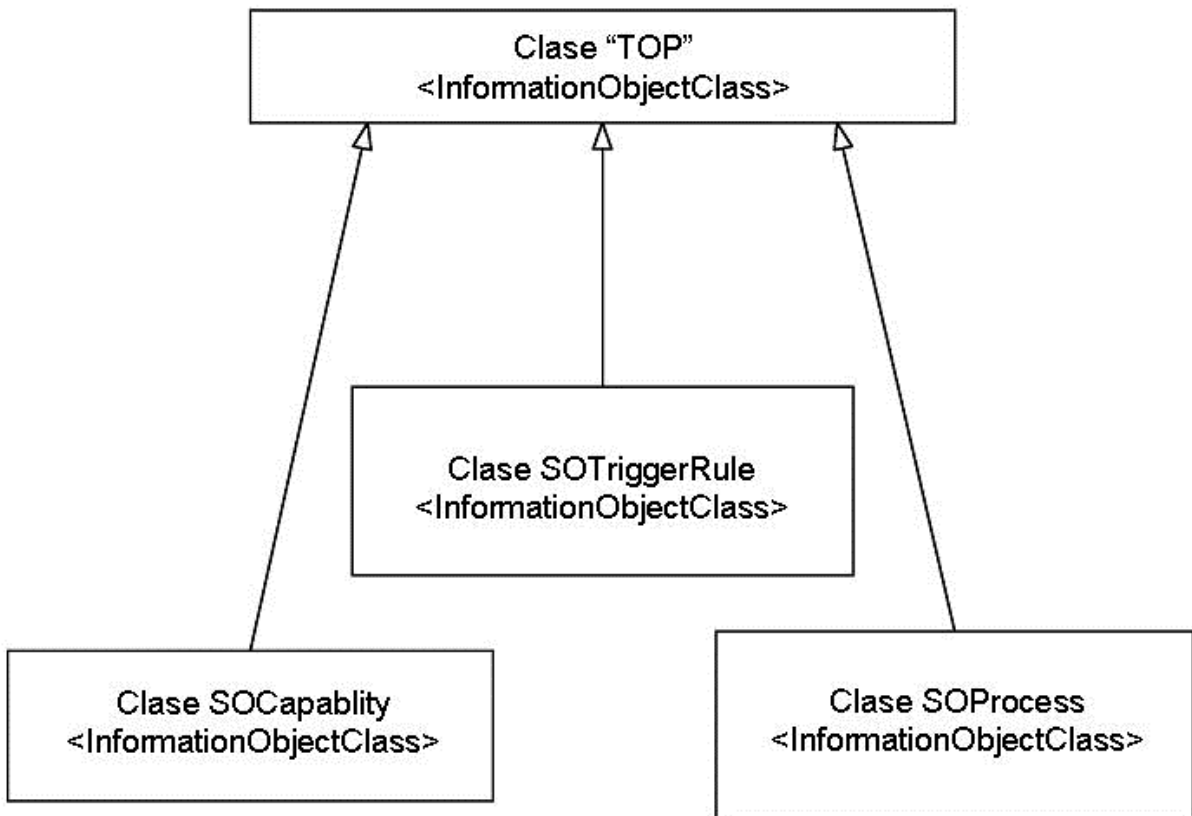 Clase “TOP”
<InformationObjectClass>
Clase SOTriggerRule
<InformationObjectClass>
Clase SOCapablity
<InformationObjectClass>
Clase SOProcess
<InformationObjectClass>